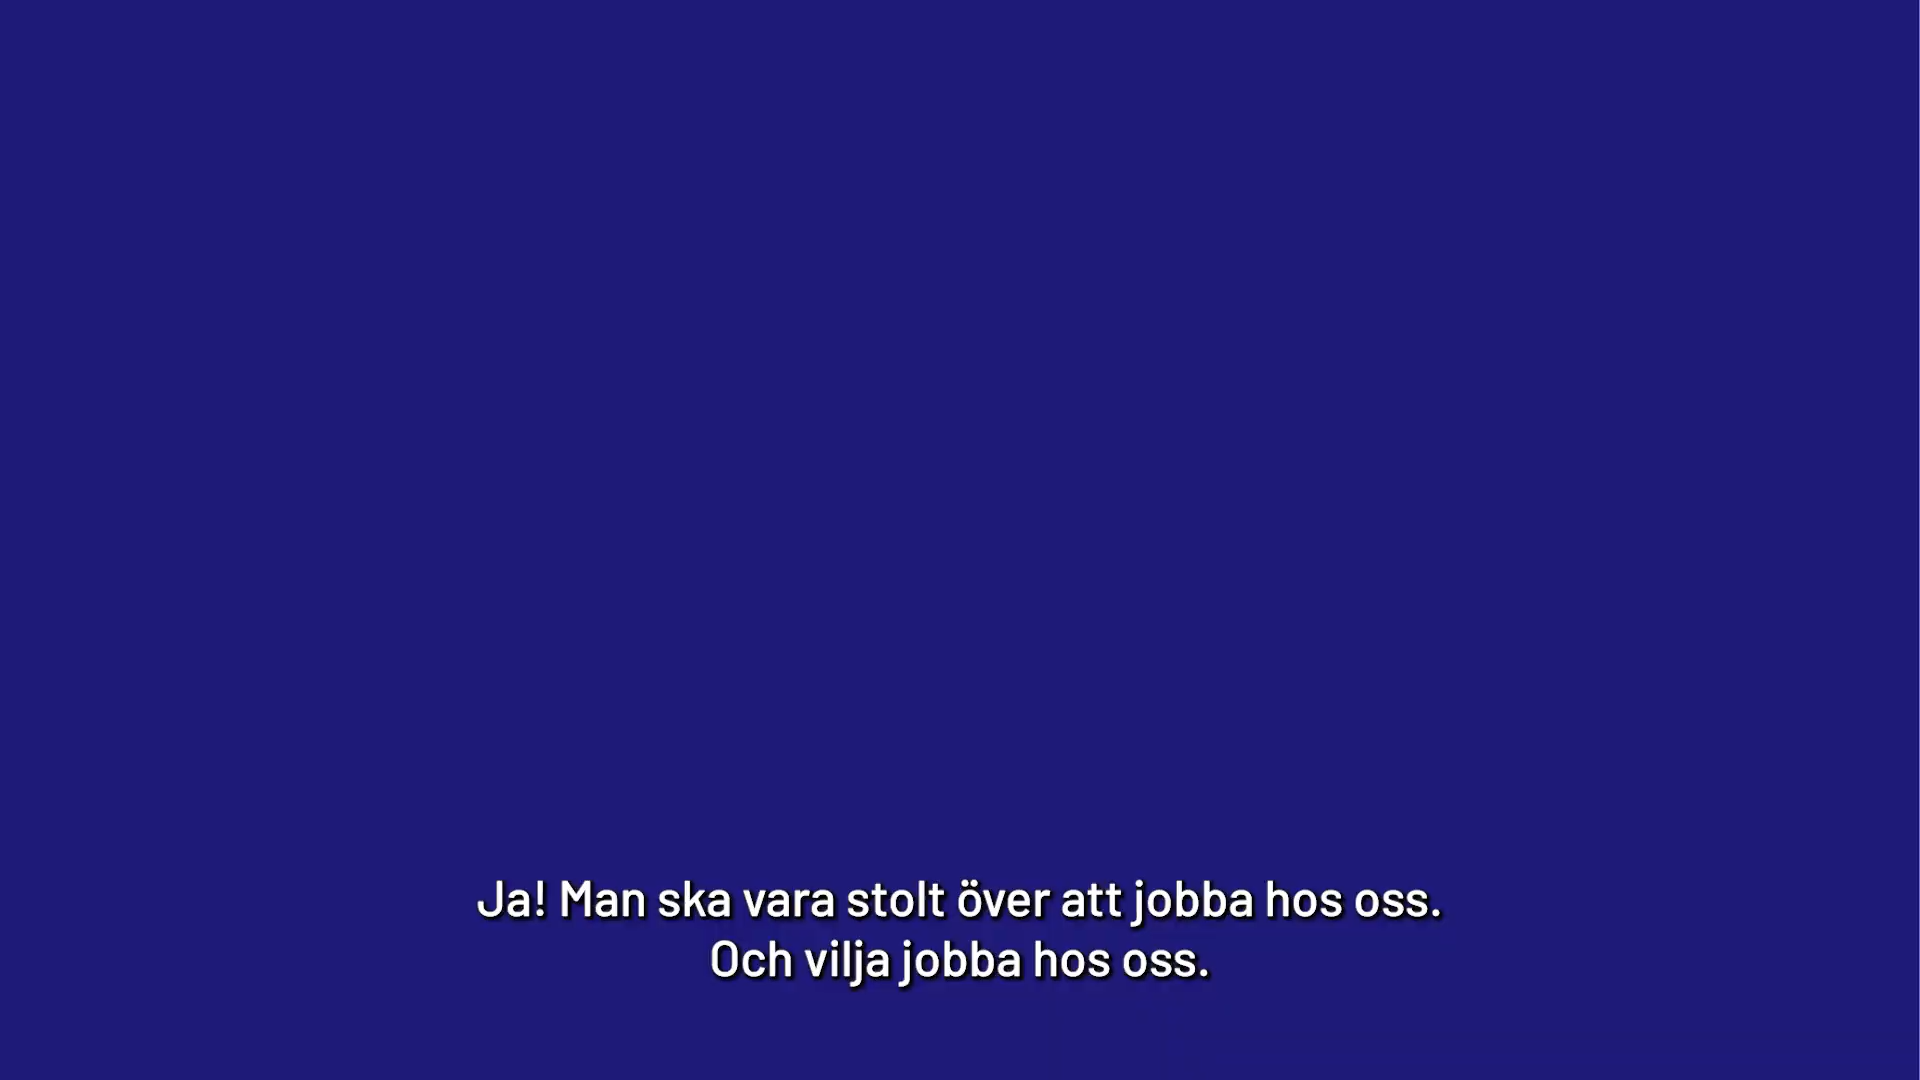 Ja! Man ska vara stolt över att jobba hos oss.
Och vilja jobba hos oss.